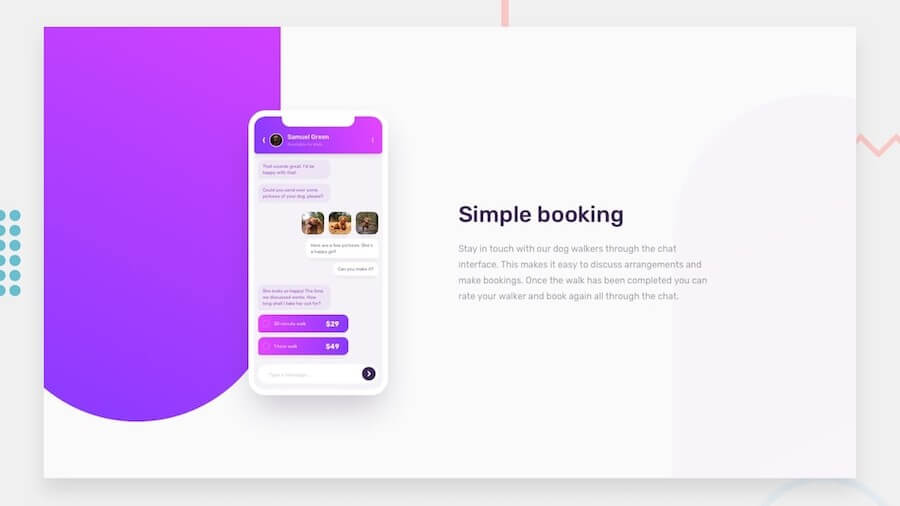 Samuel Green
Available to Walk
That sounds great. I'd be
happy with that.
Could you send over some
pictures of your dog, please?
Here are a few pictures. She's
a happy girl!
Can you make it?
She looks so happy! The time
we discussed works. How
long shall I take her out for?
30 minute walk
$29
1 hour walk
$49
Type a message…
Simple booking
Stay in touch with our dog walkers through the chat
interface. This makes it easy to discuss arrangements and
make bookings. Once the walk has been completed you can
rate your walker and book again all through the chat.